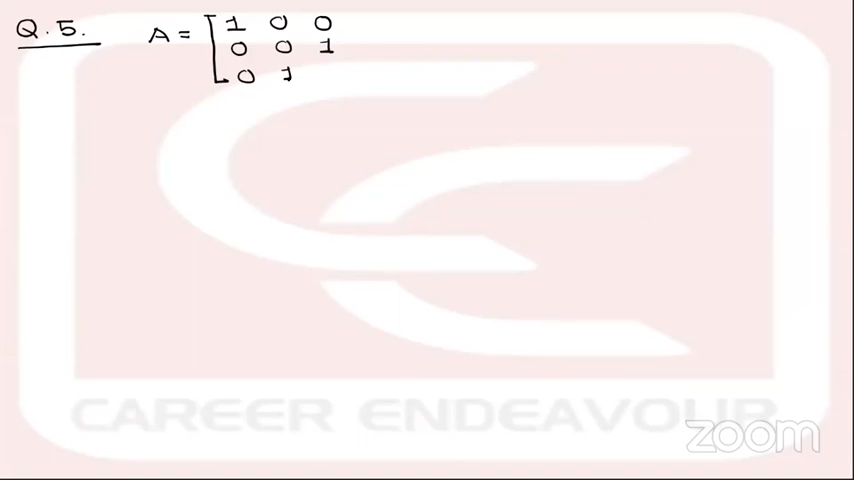 Q.5. A = [ 1 0 0
0 0 1
0 1
CAREER ENDEAVOUR
zoom